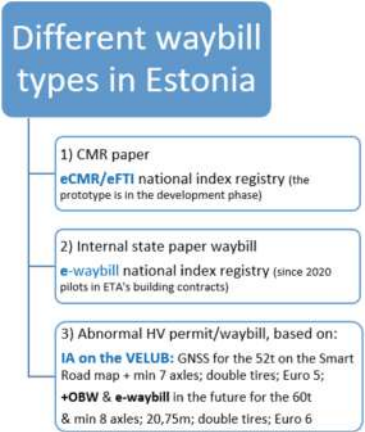 Different waybill
types in Estonia
1) CMR paper
eCMR/eFTI national index registry (the
prototype is in the development phase)
2) Internal state paper waybill
e-waybill national index registry (since 2020
pilots in ETA's building contracts)
3) Abnormal HV permit/waybill, based on:
IA on the VELUB: GNSS for the 52t on the Smart
Road map + min 7 axles; double tires; Euro 5;
+OBW & e-waybill in the future for the 60t
& min 8 axles; 20,75m; double tires; Euro 6